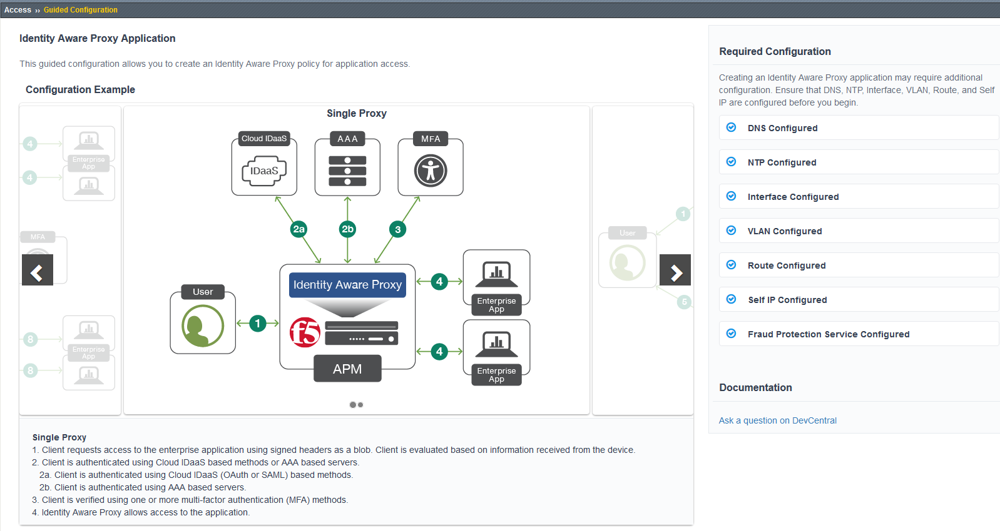 Access ›› Guided Configuration
Identity Aware Proxy Application
This guided configuration allows you to create an Identity Aware Proxy policy for application access.
Configuration Example
4
Enterprise
App
4
MFA
8
Enterprise
App
8
Single Proxy
Cloud IDaaS
AAA
MFA
IDaaS
2a
2b
3
Identity Aware Proxy
4
Enterprise
App
User
1
f5
4
Enterprise
App
APM
1
User
5
Single Proxy
1. Client requests access to the enterprise application using signed headers as a blob. Client is evaluated based on information received from the device.
2. Client is authenticated using Cloud IDaaS based methods or AAA based servers.
2a. Client is authenticated using Cloud IDaaS (OAuth or SAML) based methods.
2b. Client is authenticated using AAA based servers.
3. Client is verified using one or more multi-factor authentication (MFA) methods.
4. Identity Aware Proxy allows access to the application.
Required Configuration
Creating an Identity Aware Proxy application may require additional
configuration. Ensure that DNS, NTP, Interface, VLAN, Route, and Self
IP are configured before you begin.
DNS Configured
NTP Configured
Interface Configured
VLAN Configured
Route Configured
Self IP Configured
Fraud Protection Service Configured
Documentation
Ask a question on DevCentral